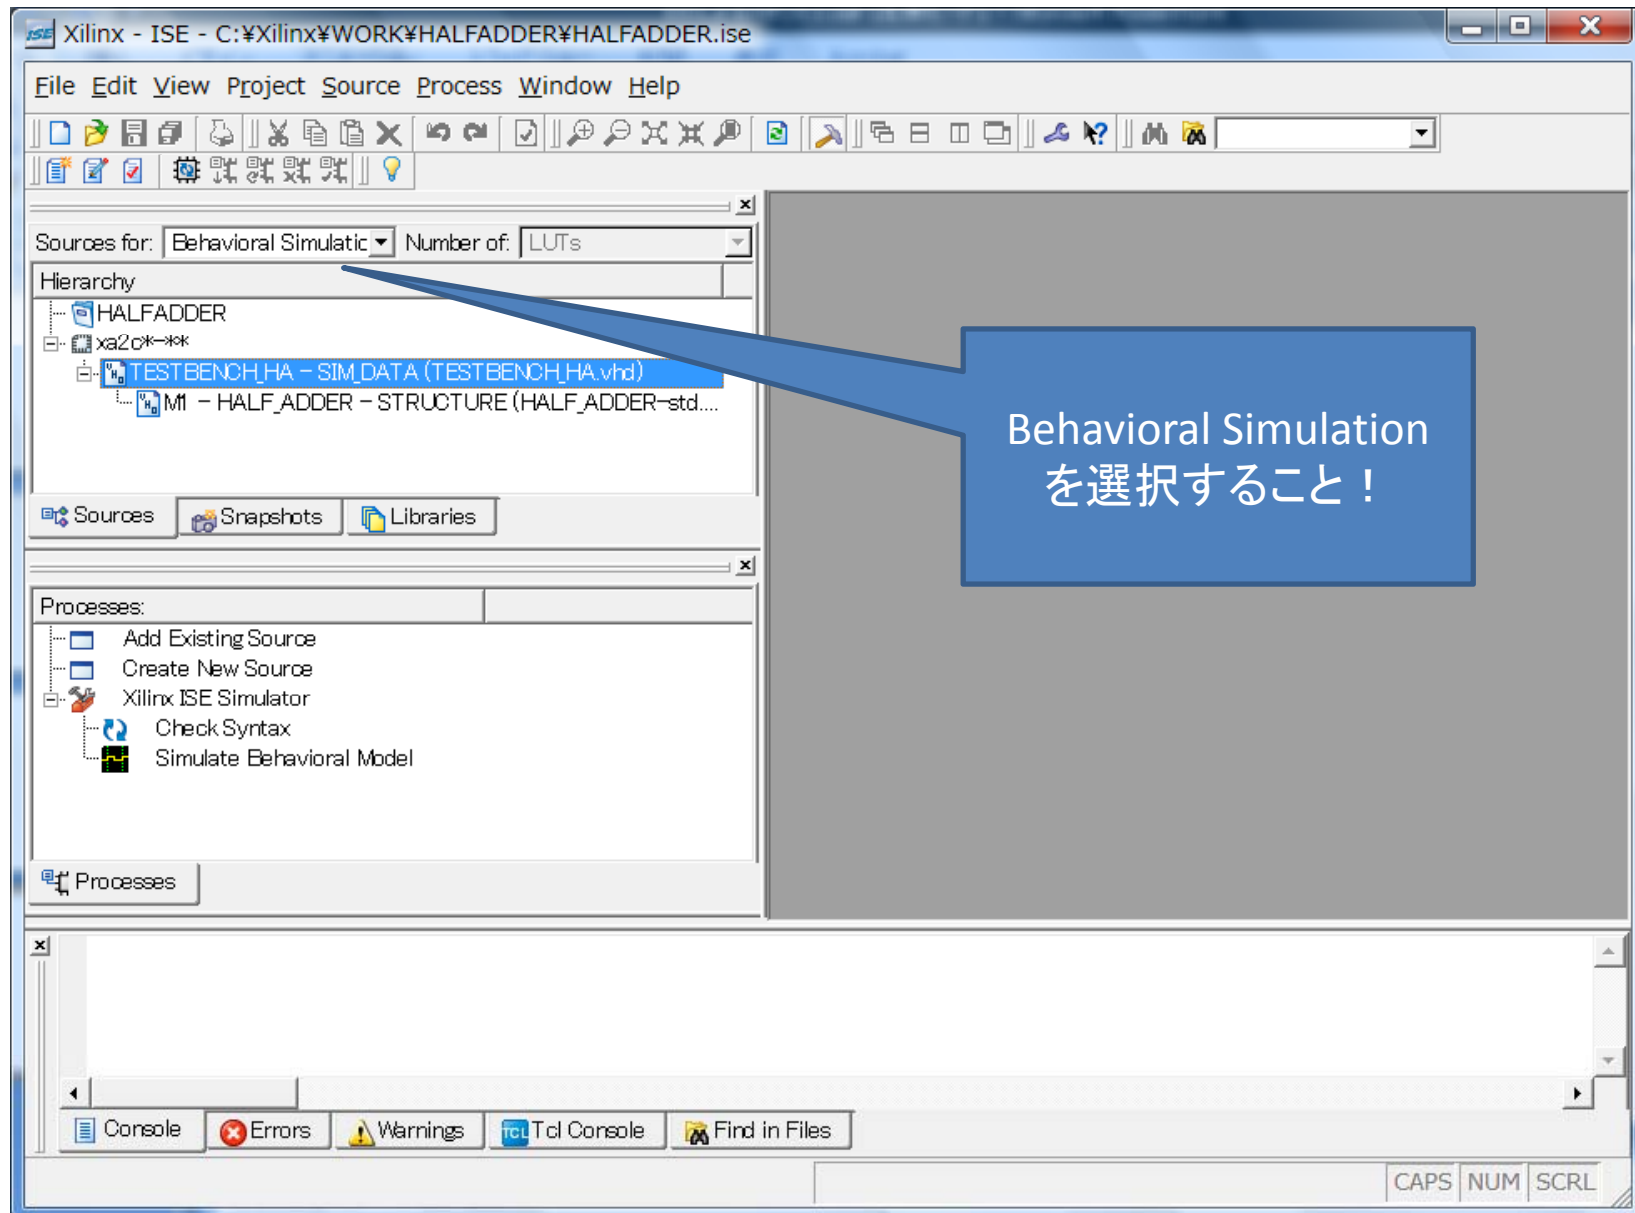 Xilinx - ISE - C:¥Xilinx¥WORK¥HALFADDER¥HALFADDER.ise
File Edit View Project Source Process Window Help
Sources for: Behavioral Simulatic Number of: LUTs
Hierarchy
HALFADDER
xa2c*-**
TESTBENCH_HA - SIM_DATA (TESTBENCH_HA.vhd)
M1 - HALF_ADDER - STRUCTURE (HALF_ADDER-std....
Behavioral Simulation
を選択すること！
Sources Snapshots Libraries
Processes:
Add Existing Source
Create New Source
Xilinx ISE Simulator
Check Syntax
Simulate Behavioral Model
Processes
Console Errors Warnings TCL Tcl Console Find in Files
CAPS NUM SCRL